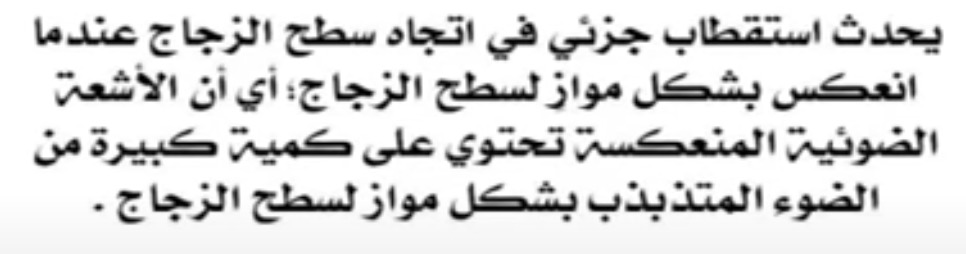 يحدث استقطاب جزئي في اتجاه سطح الزجاج عندما
انعكس بشكل مواز لسطح الزجاج؛ أي أن الأشعة
الضوئية المنعكسة تحتوي على كمية كبيرة من
الضوء المتذبذب بشكل مواز لسطح الزجاج .